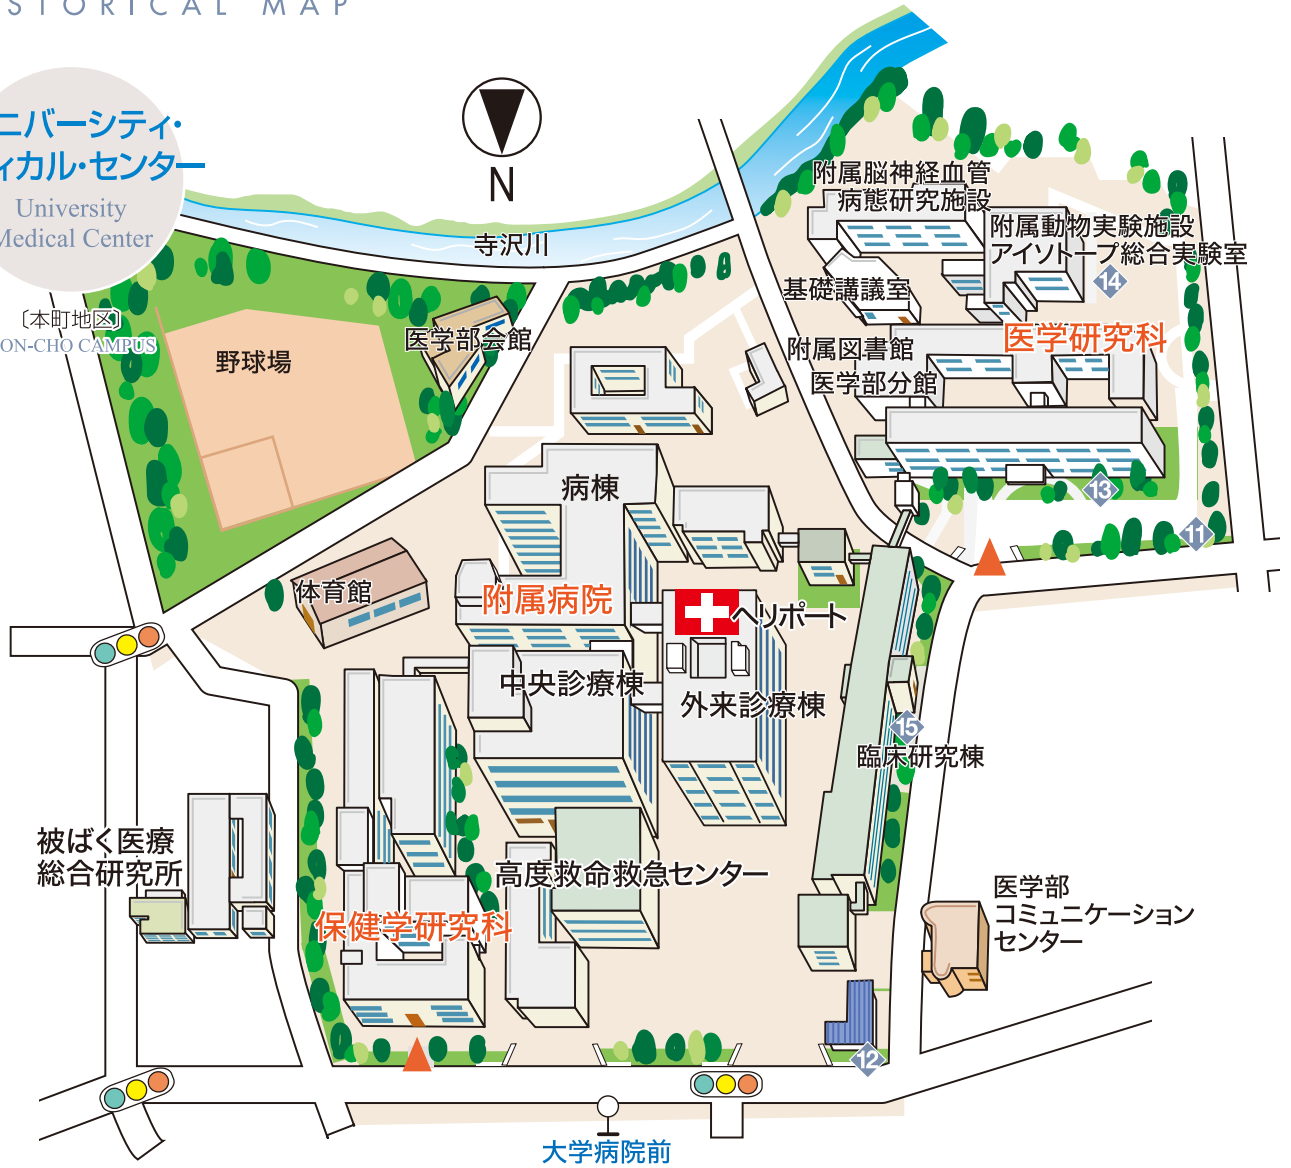 STORICAL MAP
ニバーシティ・
ィカル・センター
University
Medical Center
〔本町地区〕
ON-CHO CAMPUS
N
寺沢川
野球場
医学部会館
附属脳神経血管
病態研究施設
附属動物実験施設
アイソトープ総合実験室
14
基礎講議室
医学研究科
附属図書館
医学部分館
13
11
病棟
体育館
附属病院
ヘリポート
中央診療棟
外来診療棟
15
臨床研究棟
被ばく医療
総合研究所
高度救命救急センター
保健学研究科
医学部
コミュニケーション
センター
12
大学病院前